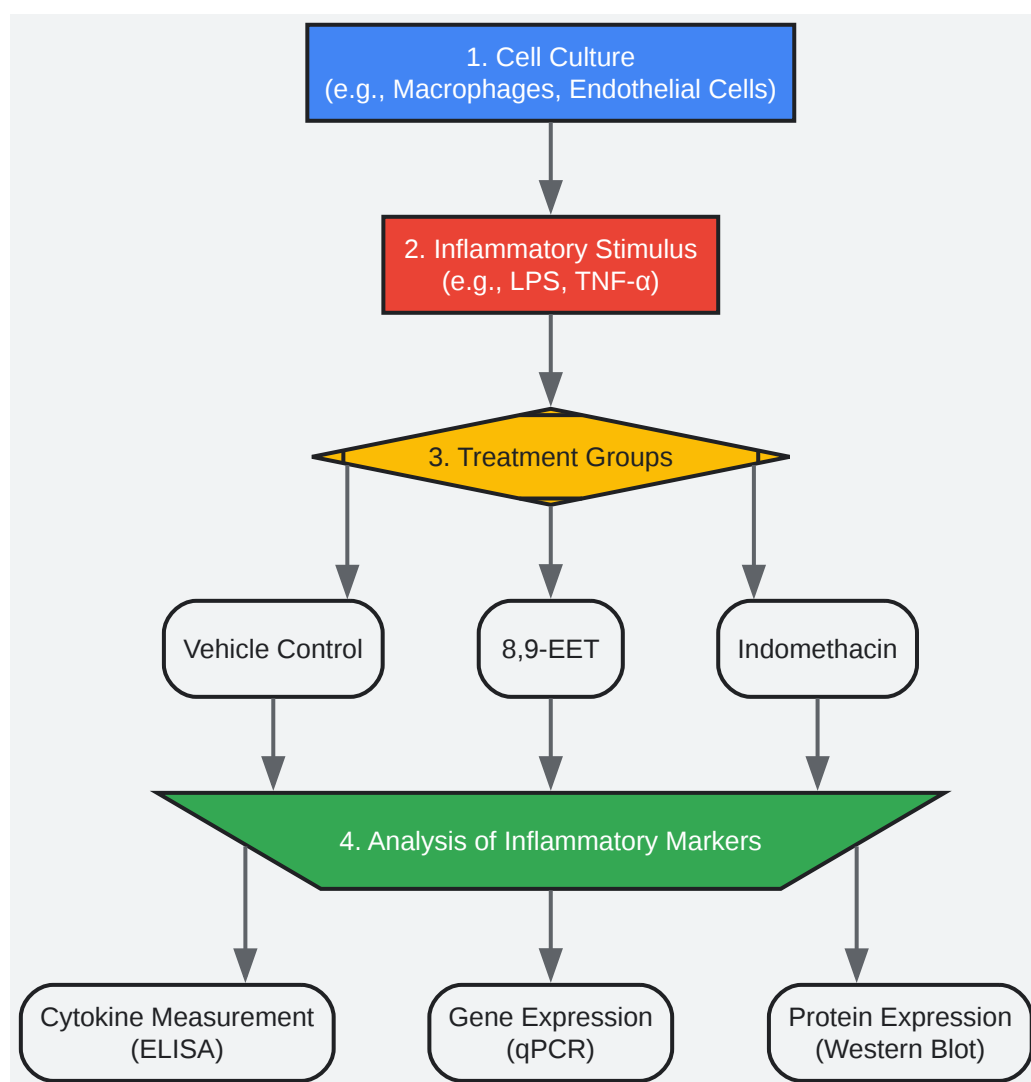 1. Cell Culture
(e.g., Macrophages, Endothelial Cells)
2. Inflammatory Stimulus
(e.g., LPS, TNF-α)
3. Treatment Groups
Vehicle Control
8,9-EET
Indomethacin
4. Analysis of Inflammatory Markers
Cytokine Measurement
(ELISA)
Gene Expression
(qPCR)
Protein Expression
(Western Blot)